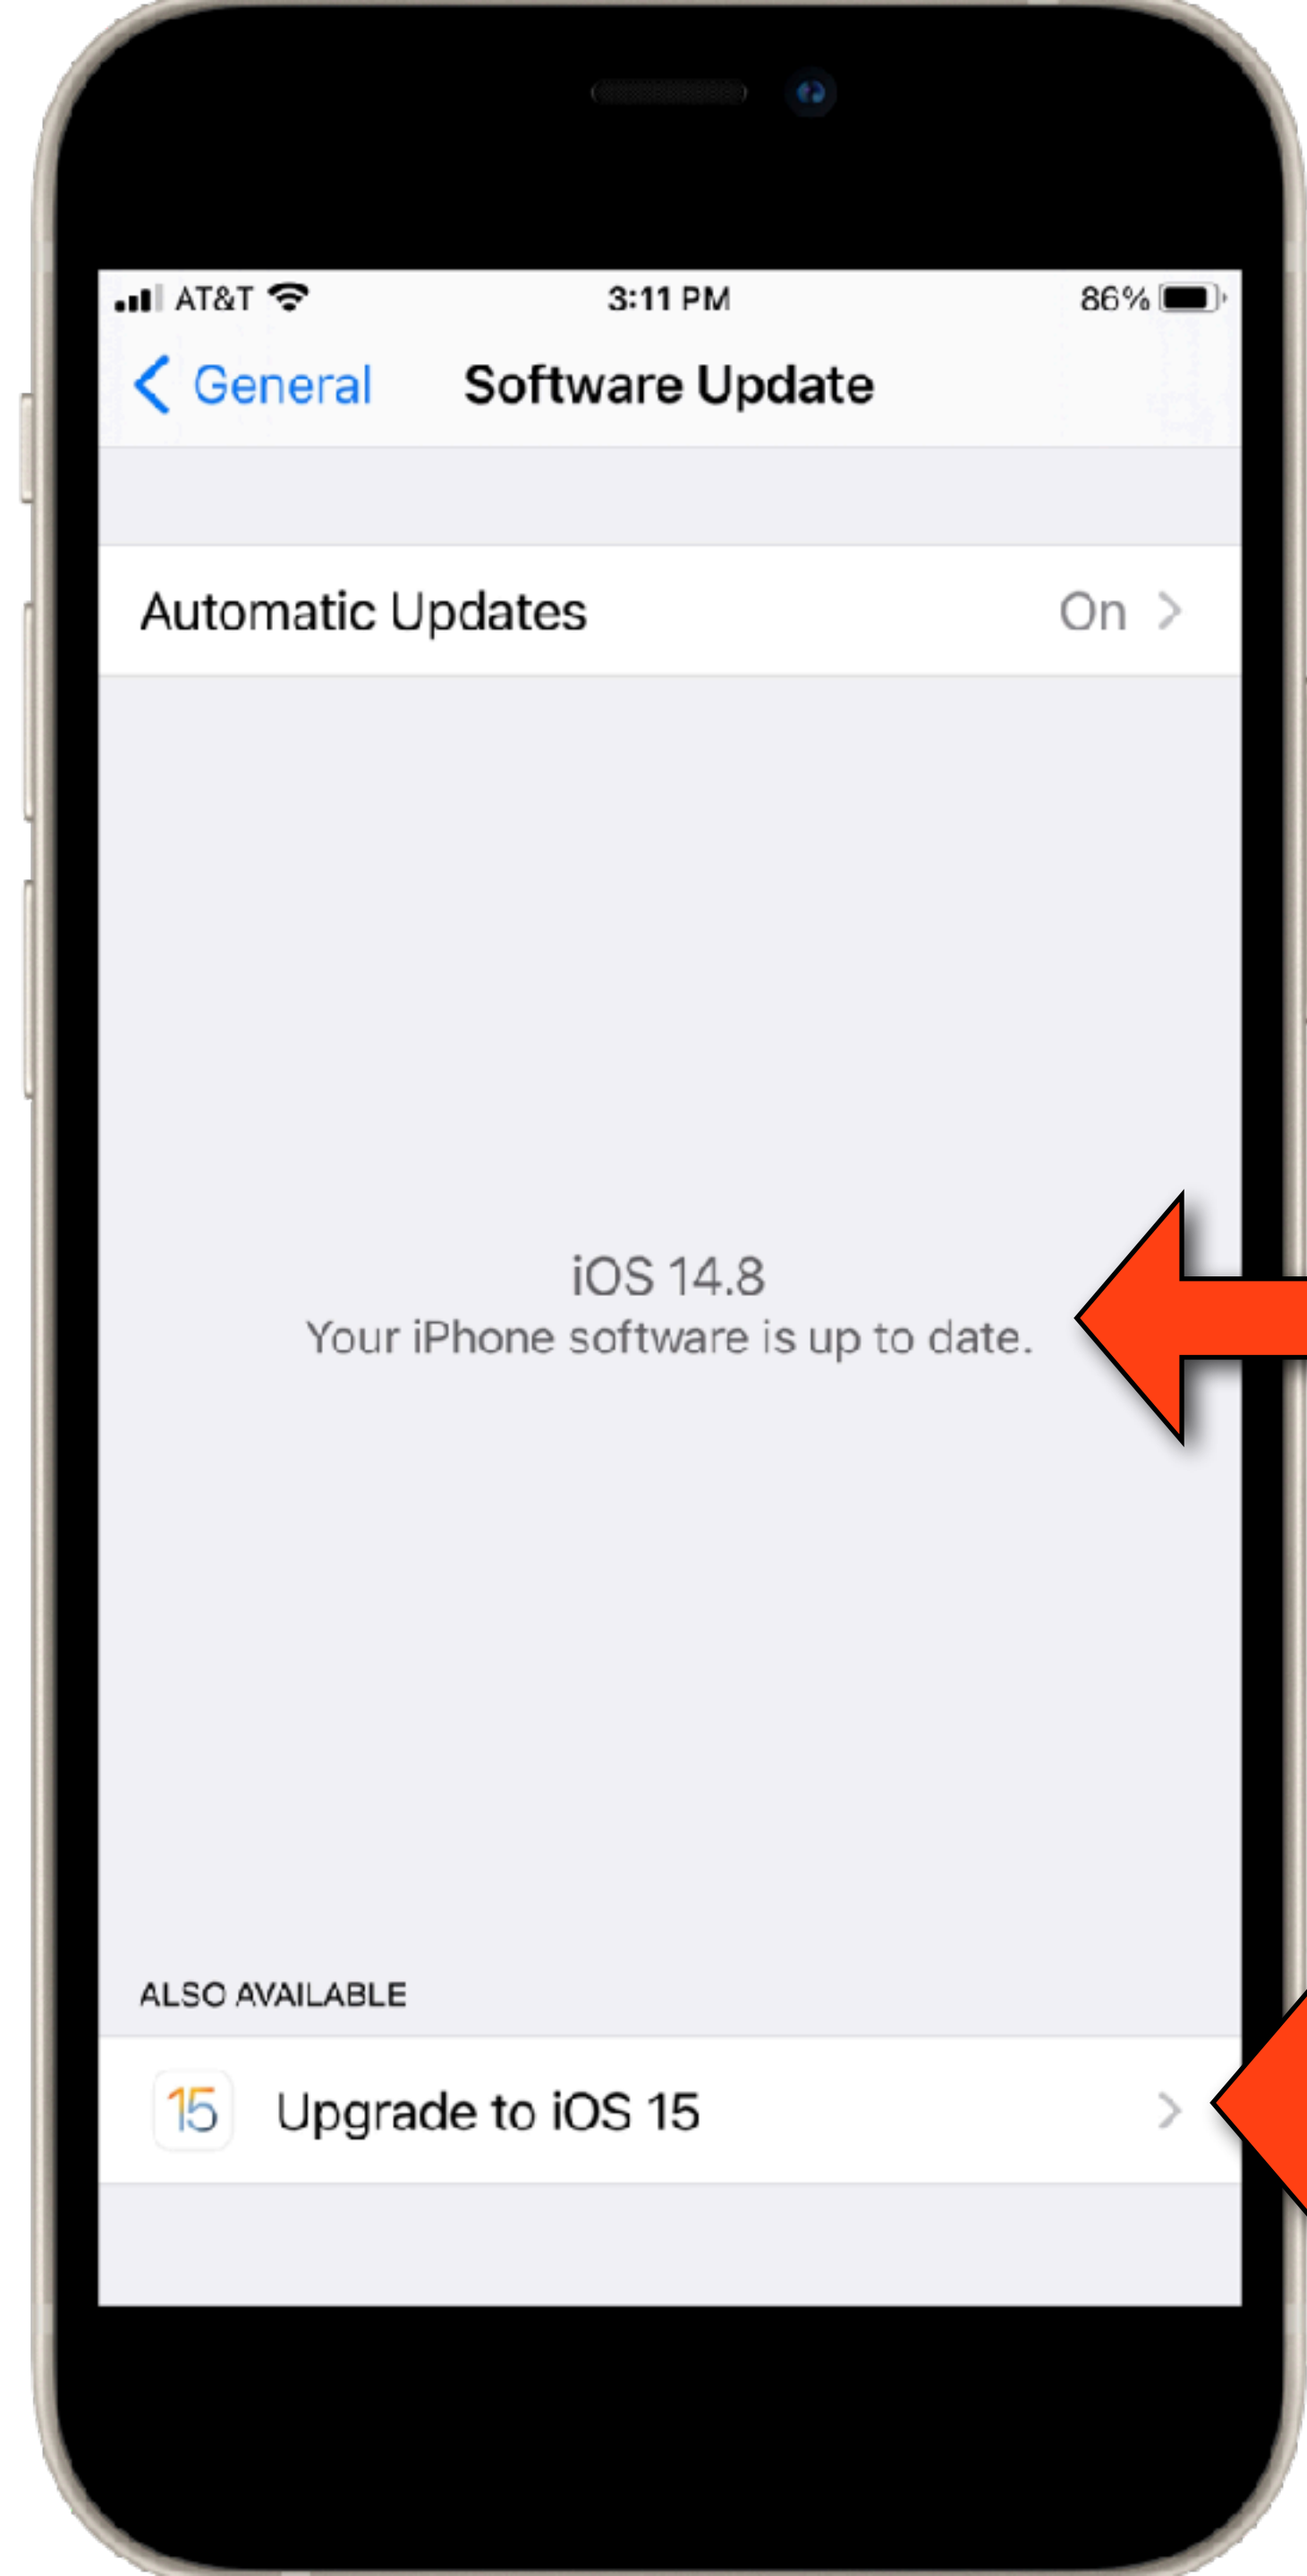 AT&T 3:11 PM 86%
General Software Update
Automatic Updates On
iOS 14.8
Your iPhone software is up to date.
ALSO AVAILABLE
15 Upgrade to iOS 15